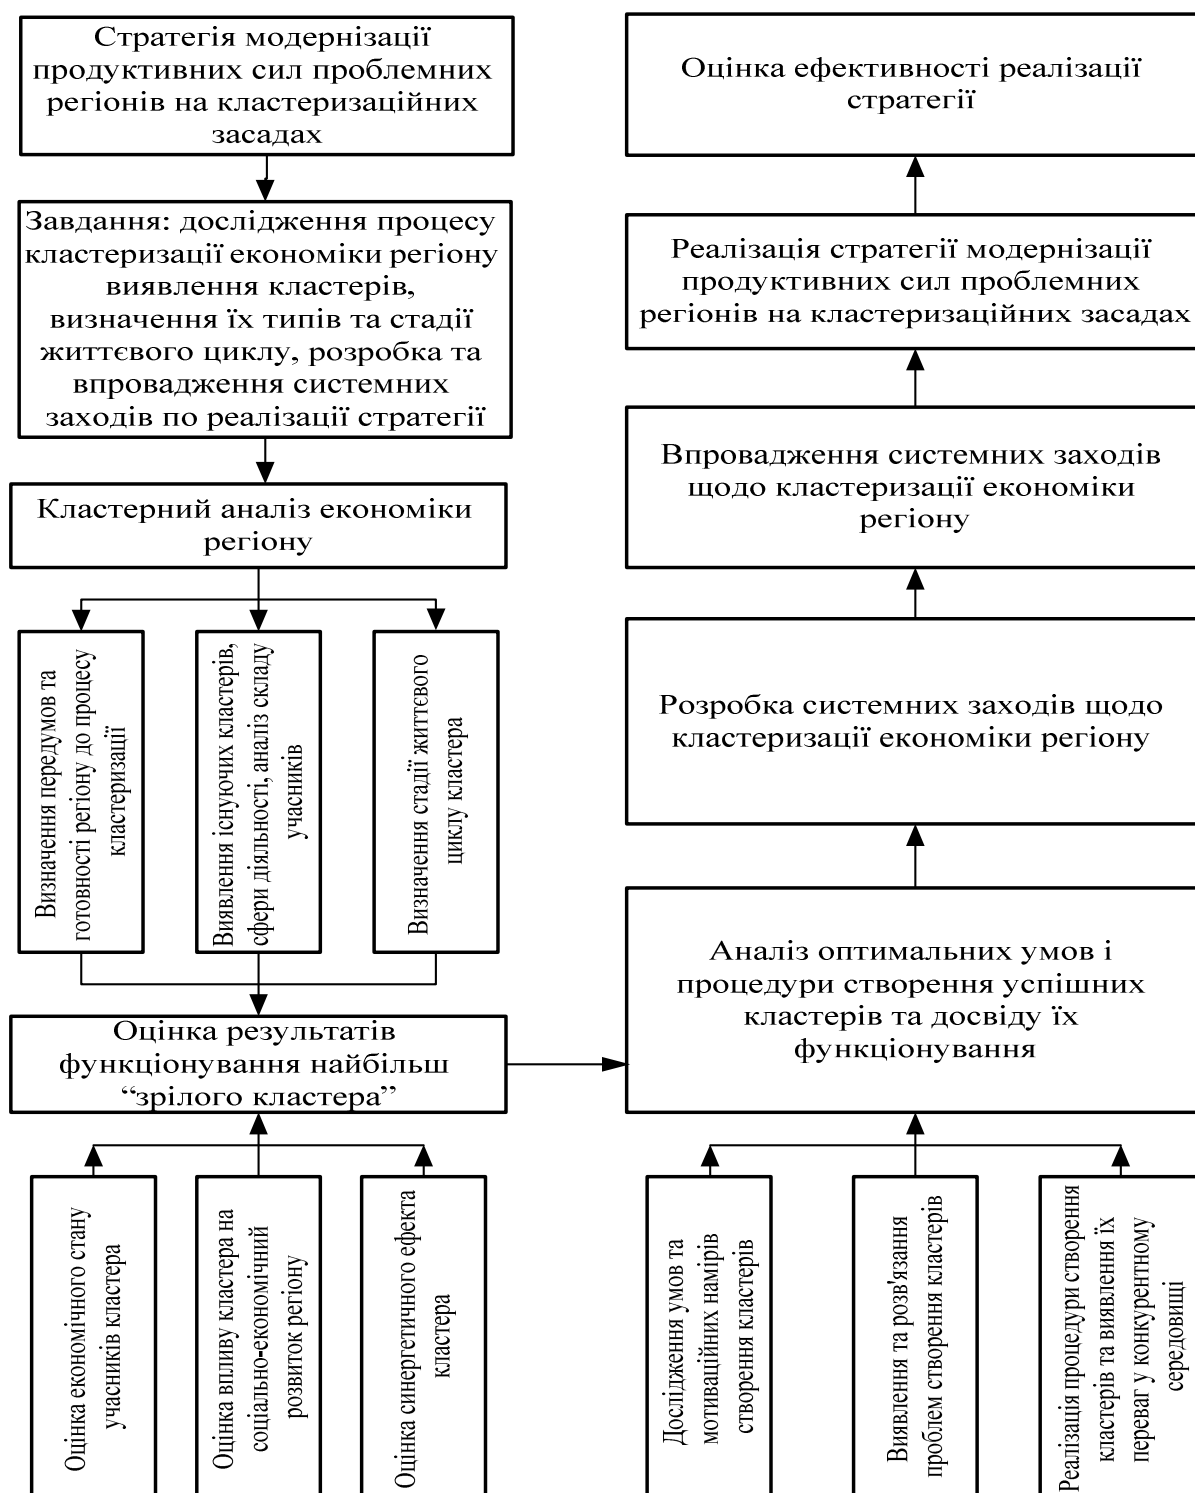 Стратегія модернізації
продуктивних сил проблемних
регіонів на кластеризаційних
засадах
Завдання: дослідження процесу
кластеризації економіки регіону
виявлення кластерів,
визначення їх типів та стадії
життєвого циклу, розробка та
впровадження системних
заходів по реалізації стратегії
Кластерний аналіз економіки
регіону
Визначення передумов та
готовності регіону до процесу
кластеризації
Виявлення існуючих кластерів,
сфери діяльності, аналіз складу
учасників
Визначення стадії життєвого
циклу кластера
Оцінка результатів
функціонування найбільш
“зрілого кластера”
Оцінка економічного стану
учасників кластера
Оцінка впливу кластера на
соціально-економічний
розвиток регіону
Оцінка синергетичного ефекта
кластера
Оцінка ефективності реалізації
стратегії
Реалізація стратегії модернізації
продуктивних сил проблемних
регіонів на кластеризаційних засадах
Впровадження системних заходів
щодо кластеризації економіки
регіону
Розробка системних заходів щодо
кластеризації економіки регіону
Аналіз оптимальних умов і
процедури створення успішних
кластерів та досвіду їх
функціонування
Дослідження умов та
мотиваційних намірів
створення кластерів
Виявлення та розв'язання
проблем створення кластерів
Реалізація процедури створення
кластерів та виявлення їх
переваг у конкурентному
середовищі